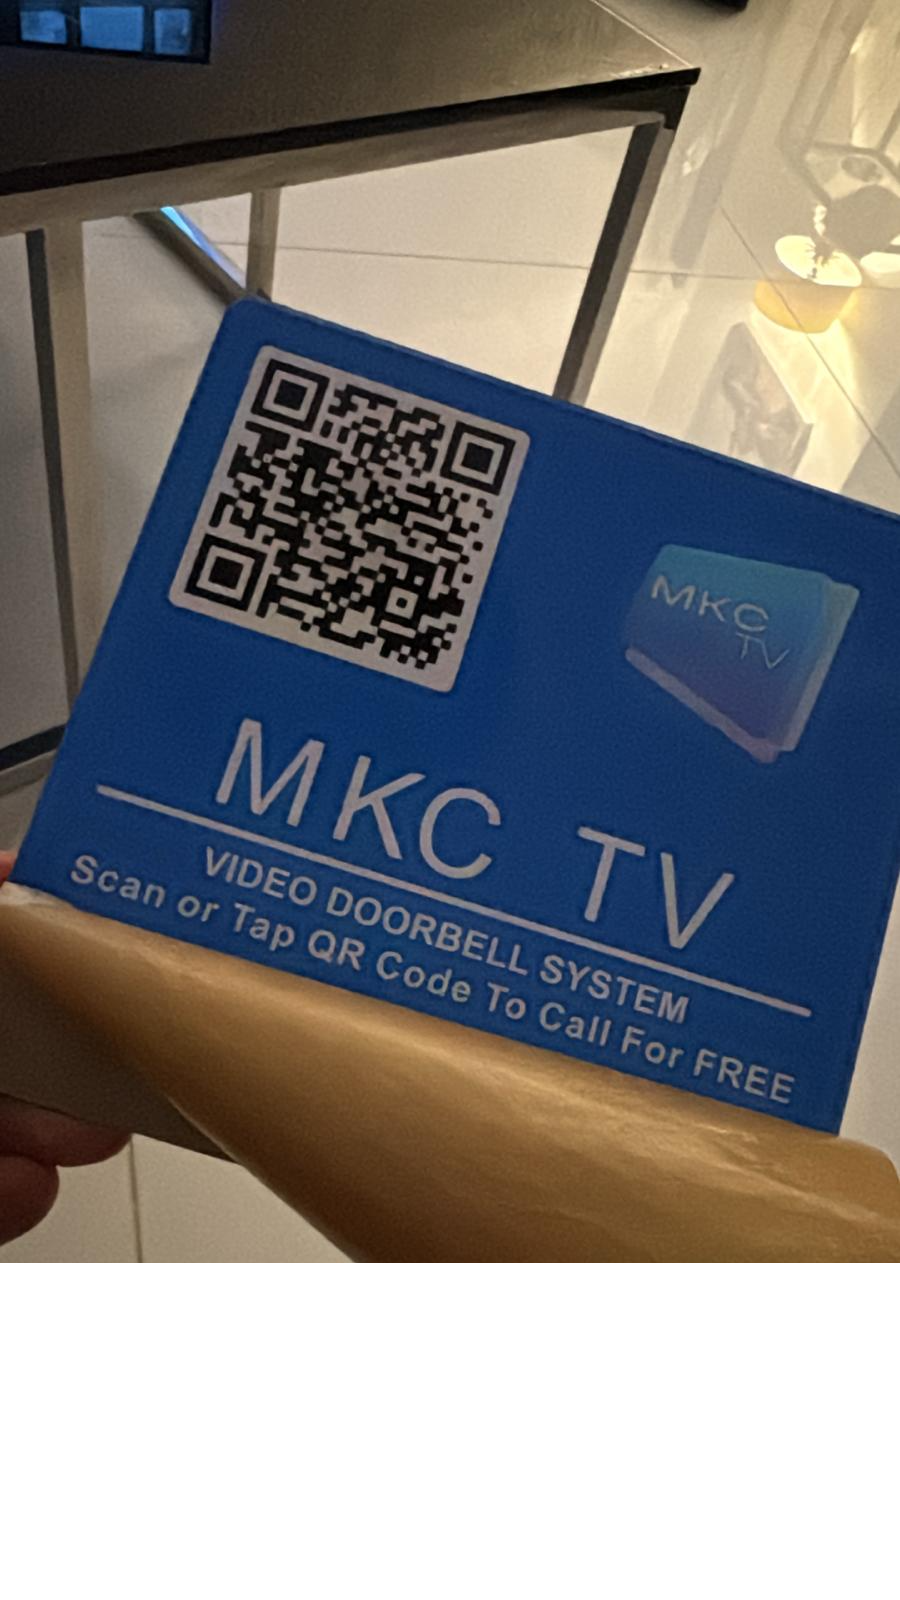 MKC
TV
MKC TV
VIDEO DOORBELL SYSTEM
Scan or Tap QR Code To Call For FREE